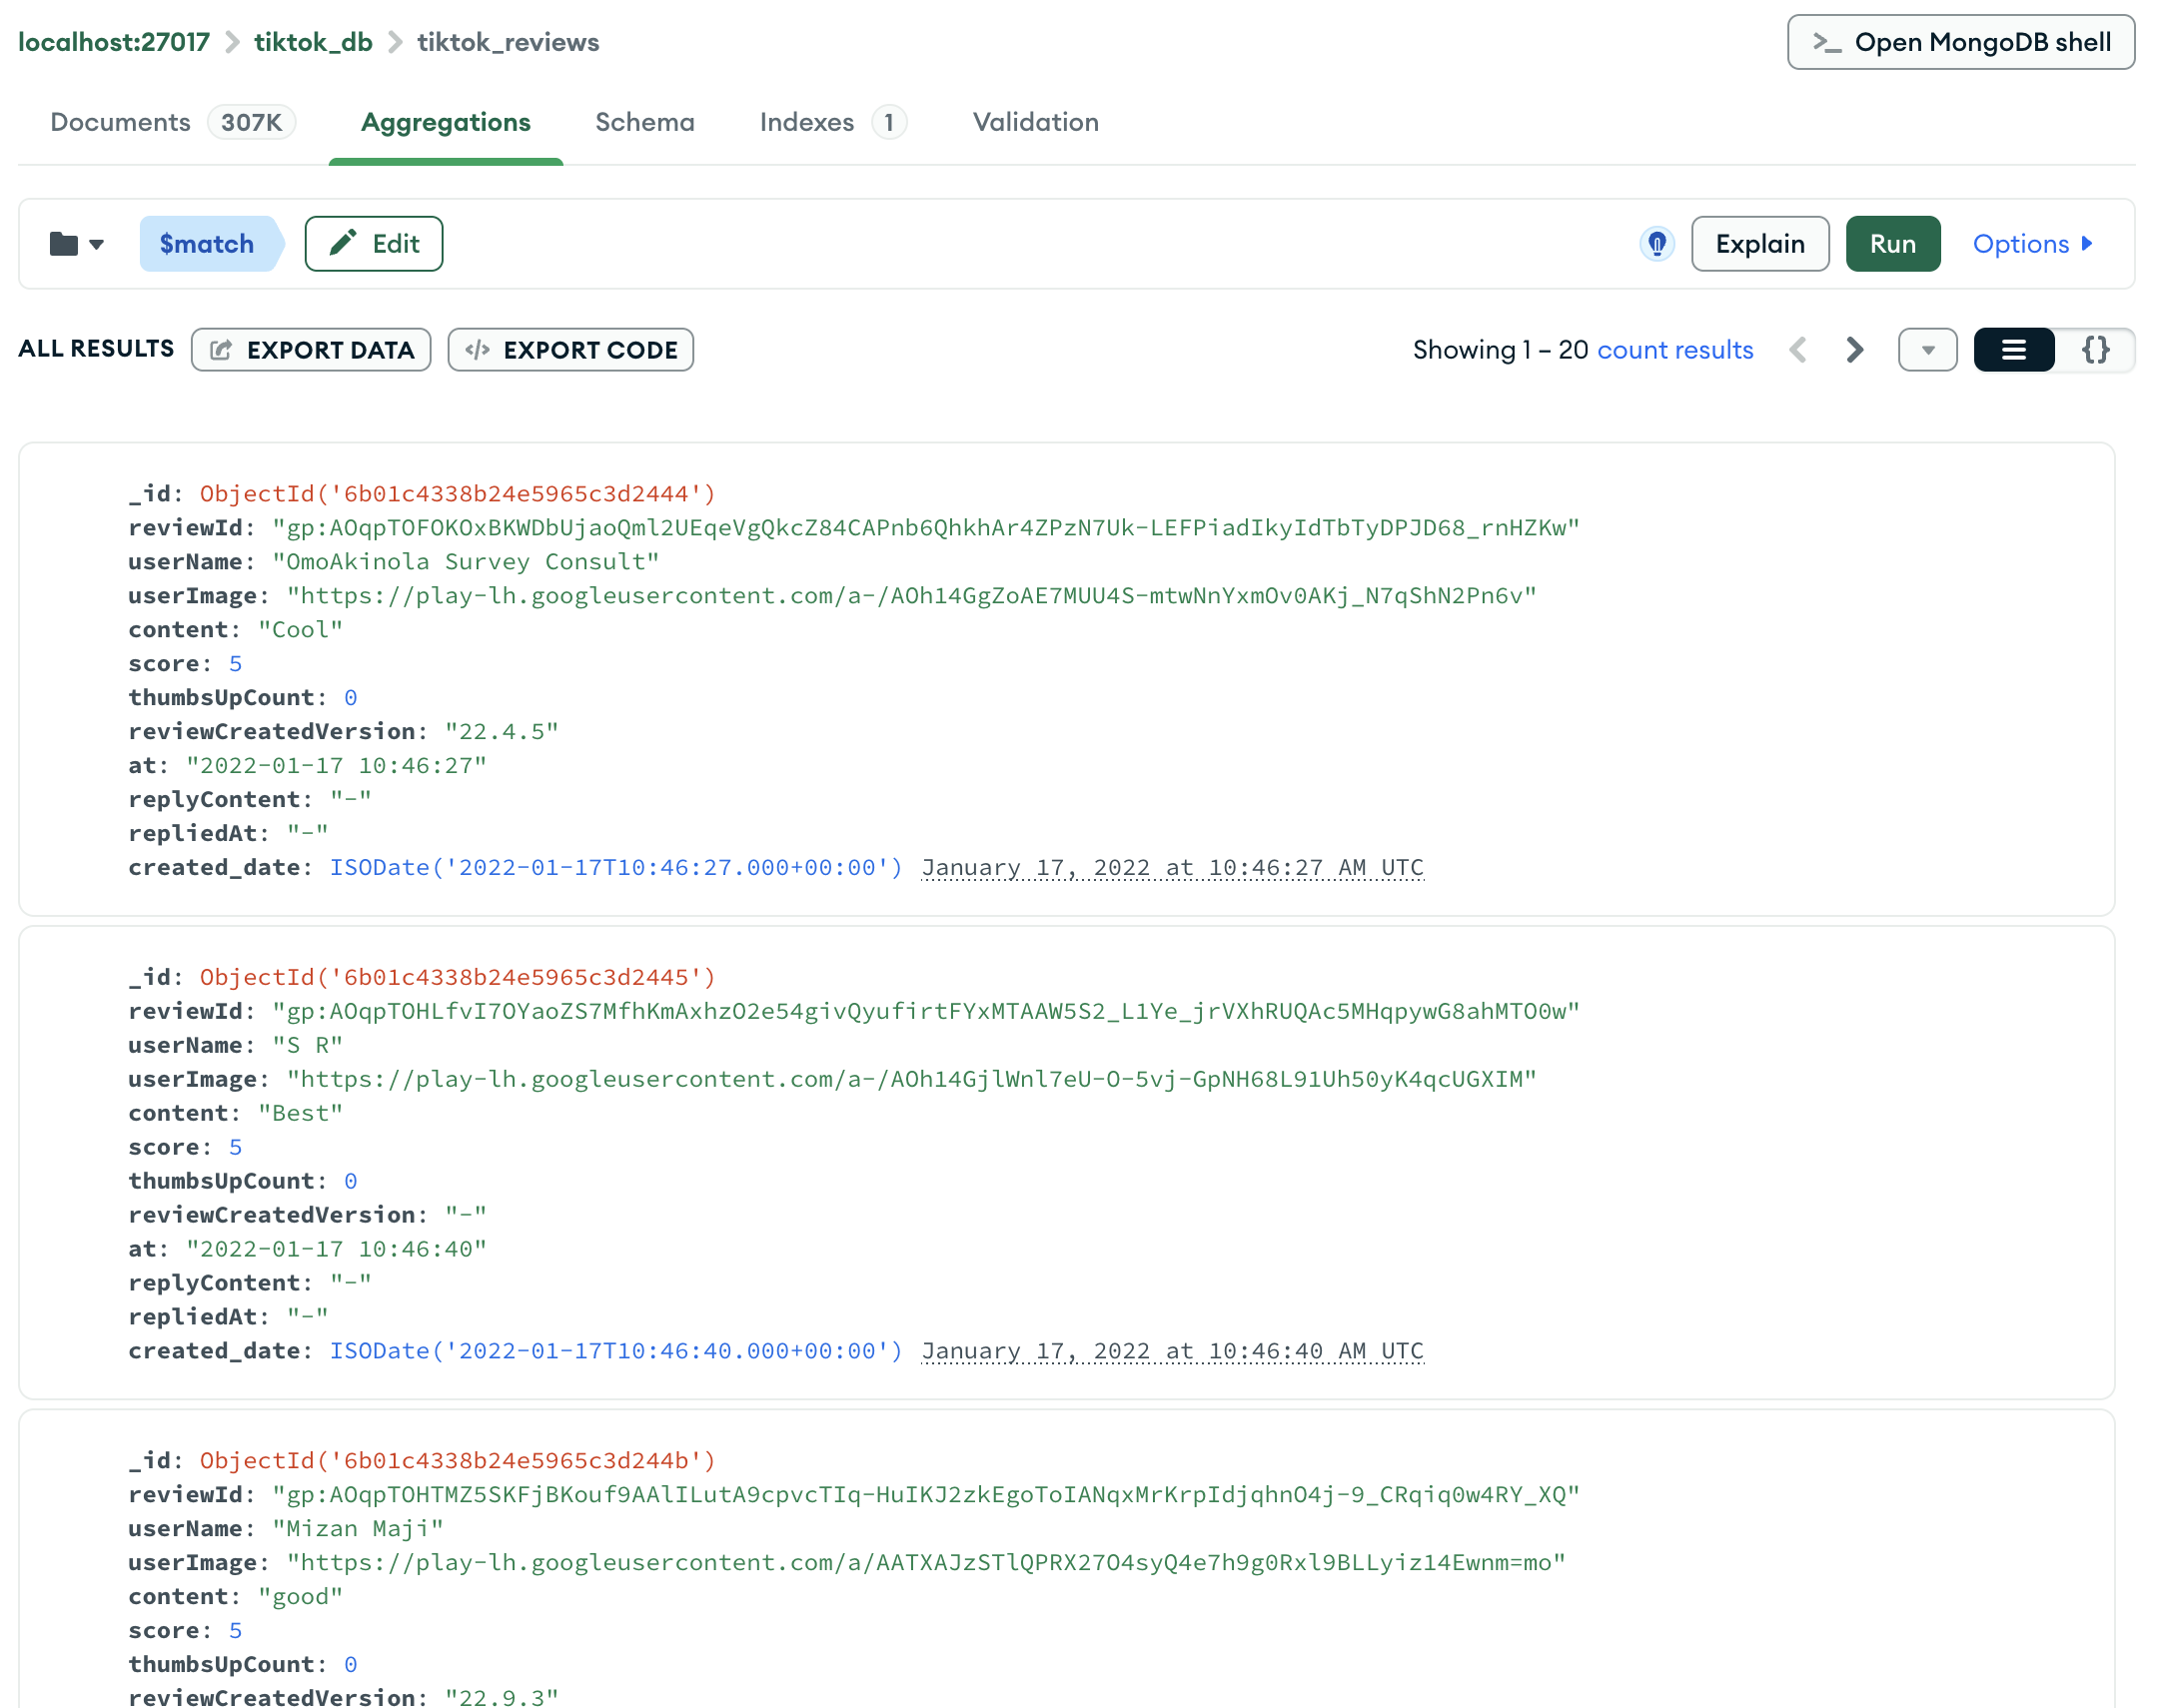 localhost:27017 > tiktok_db > tiktok_reviews
>_ Open MongoDB shell
Documents 307K Aggregations Schema Indexes 1 Validation
$match Edit Explain Run Options
ALL RESULTS EXPORT DATA </> EXPORT CODE Showing 1 – 20 count results {}
_id: ObjectId('6b01c4338b24e5965c3d2444')
reviewId: "gp:AOqpTOFOKOxBKWDbUjaoQml2UEqeVgQkcZ84CAPnb6QhkhAr4ZPzN7Uk-LEFPiadIkyIdTbTyDPJD68_rnHZKw"
userName: "OmoAkinola Survey Consult"
userImage: "https://play-lh.googleusercontent.com/a-/AOh14GgZoAE7MUU4S-mtwNnYxmOv0AKj_N7qShN2Pn6v"
content: "Cool"
score: 5
thumbsUpCount: 0
reviewCreatedVersion: "22.4.5"
at: "2022-01-17 10:46:27"
replyContent: "-"
repliedAt: "-"
created_date: ISODate('2022-01-17T10:46:27.000+00:00') January 17, 2022 at 10:46:27 AM UTC
_id: ObjectId('6b01c4338b24e5965c3d2445')
reviewId: "gp:AOqpTOHLfvI7OYaoZS7MfhKmAxhzO2e54givQyufirtFYxMTAAW5S2_L1Ye_jrVXhRUQAc5MHqpywG8ahMTO0w"
userName: "S R"
userImage: "https://play-lh.googleusercontent.com/a-/AOh14GjlWnl7eU-O-5vj-GpNH68L91Uh50yK4qcUGXIM"
content: "Best"
score: 5
thumbsUpCount: 0
reviewCreatedVersion: "-"
at: "2022-01-17 10:46:40"
replyContent: "-"
repliedAt: "-"
created_date: ISODate('2022-01-17T10:46:40.000+00:00') January 17, 2022 at 10:46:40 AM UTC
_id: ObjectId('6b01c4338b24e5965c3d244b')
reviewId: "gp:AOqpTOHTMZ5SKFjBKouf9AAlILutA9cpvcTIq-HuIKJ2zkEgoToIANqxMrKrpIdjqhnO4j-9_CRqiq0w4RY_XQ"
userName: "Mizan Maji"
userImage: "https://play-lh.googleusercontent.com/a/AATXAJzSTlQPRX27O4syQ4e7h9g0Rxl9BLLyiz14Ewnm=mo"
content: "good"
score: 5
thumbsUpCount: 0
reviewCreatedVersion: "22.9.3"